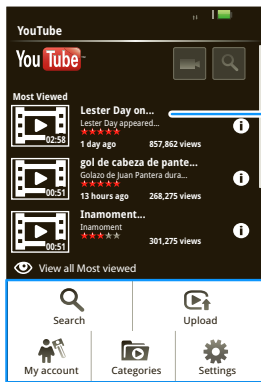 YouTube
You Tube
Most Viewed
Lester Day on...
Lester Day appeared...
02:58
1 day ago 857,862 views
gol de cabeza de pante...
Golazo de Juan Pantera dura...
00:51
13 hours ago 268,275 views
Inamoment...
Inamoment
00:51
301,275 views
View all Most viewed
Search Upload
My account Categories Settings